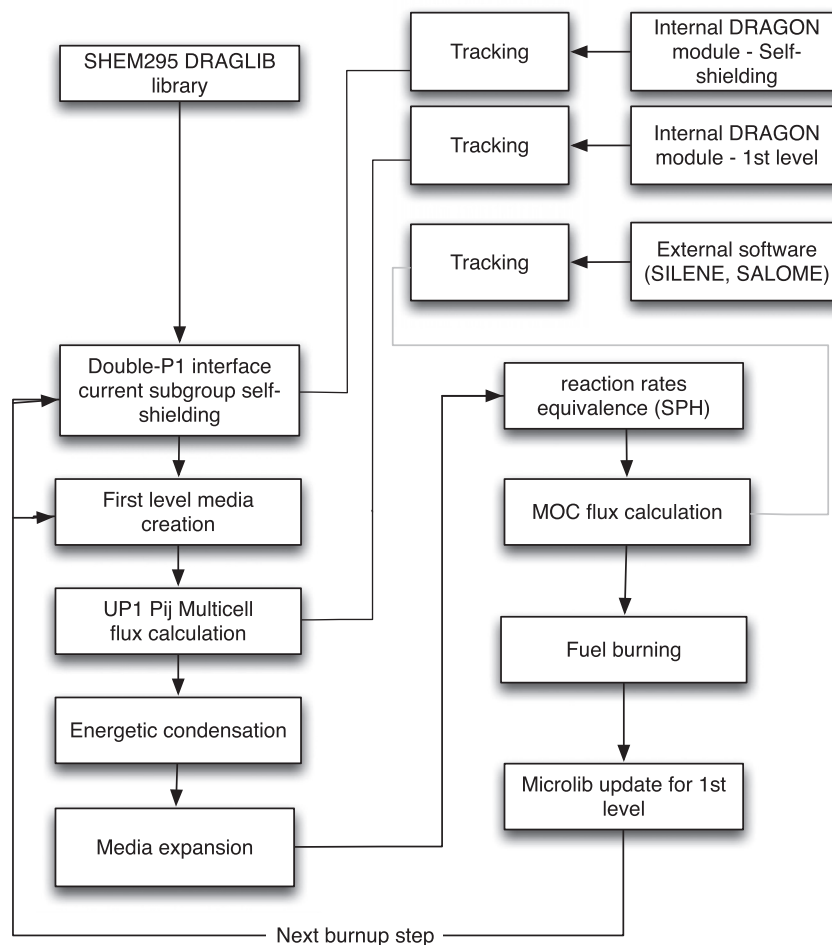 SHEM295 DRAGLIB
library
Tracking
Internal DRAGON
module - Self-
shielding
Tracking
Internal DRAGON
module - 1st level
Tracking
External software
(SILENE, SALOME)
Double-P1 interface
current subgroup self-
shielding
First level media
creation
UP1 Pij Multicell
flux calculation
Energetic condensation
Media expansion
reaction rates
equivalence (SPH)
MOC flux calculation
Fuel burning
Microlib update for 1st
level
Next burnup step